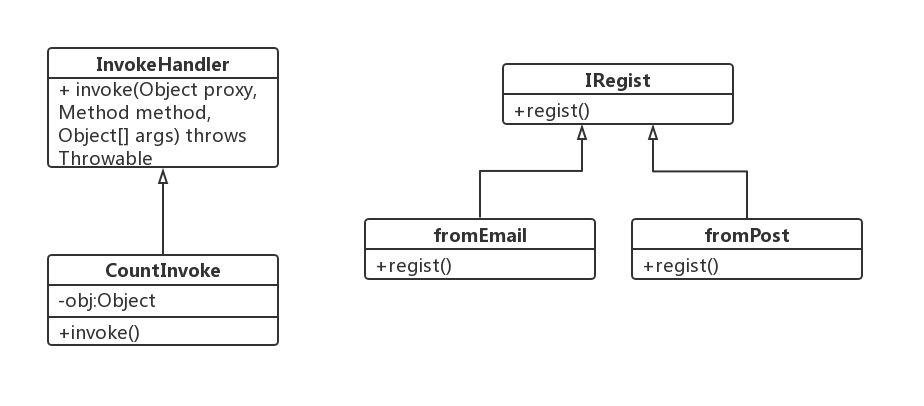 InvokeHandler
+ invoke(Object proxy,
Method method,
Object[] args) throws
Throwable
CountInvoke
-obj:Object
+invoke()
IRegist
+regist()
fromEmail
+regist()
fromPost
+regist()